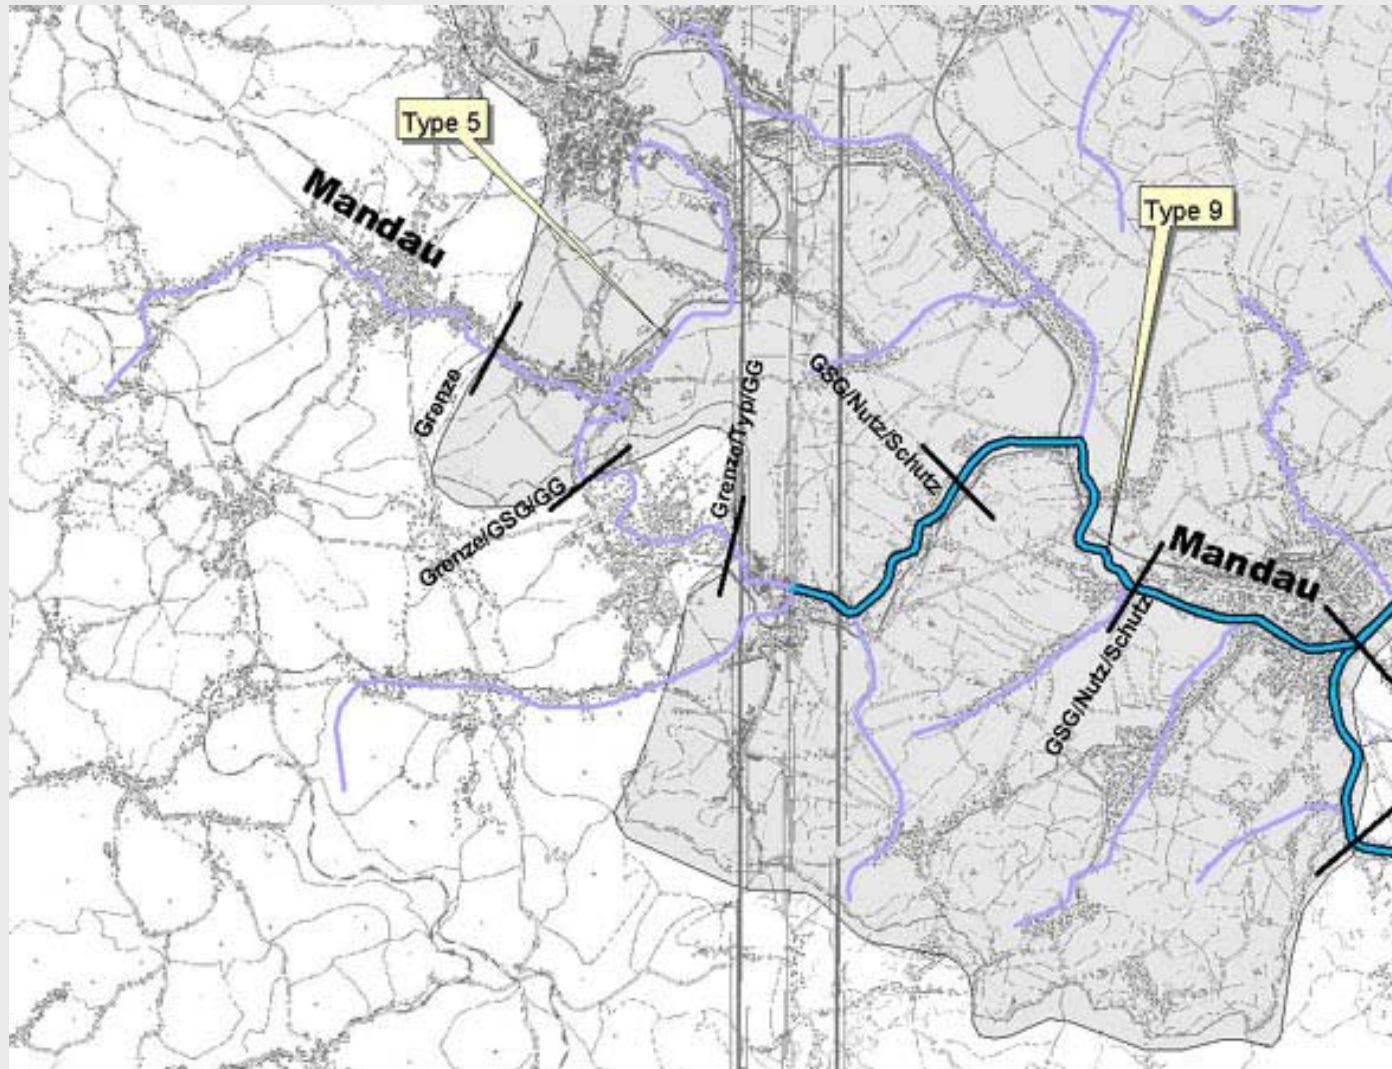 Type 5
Mandau
Type 9
Grenze
Grenze/Typ/GG
GSG/Nutz/Schutz
Grenze/GSG/GG
Mandau
GSG/Nutz/Schutz